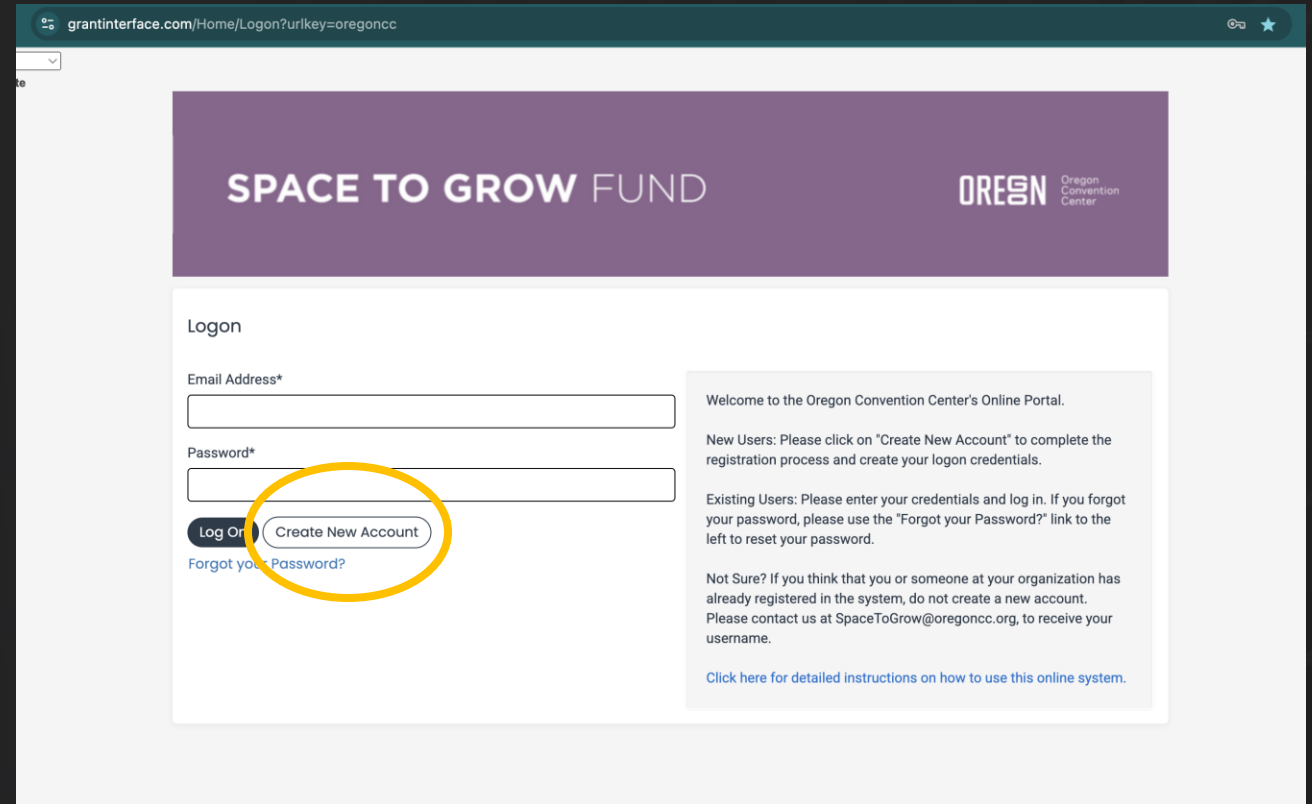 grantinterface.com/Home/Logon?urlkey=oregoncc
te
SPACE TO GROW FUND
OREGON
Oregon
Convention
Center
Logon
Email Address*
Password*
Log On
Create New Account
Forgot your Password?
Welcome to the Oregon Convention Center's Online Portal.
New Users: Please click on "Create New Account" to complete the
registration process and create your logon credentials.
Existing Users: Please enter your credentials and log in. If you forgot
your password, please use the "Forgot your Password?" link to the
left to reset your password.
Not Sure? If you think that you or someone at your organization has
already registered in the system, do not create a new account.
Please contact us at SpaceToGrow@oregoncc.org, to receive your
username.
Click here for detailed instructions on how to use this online system.